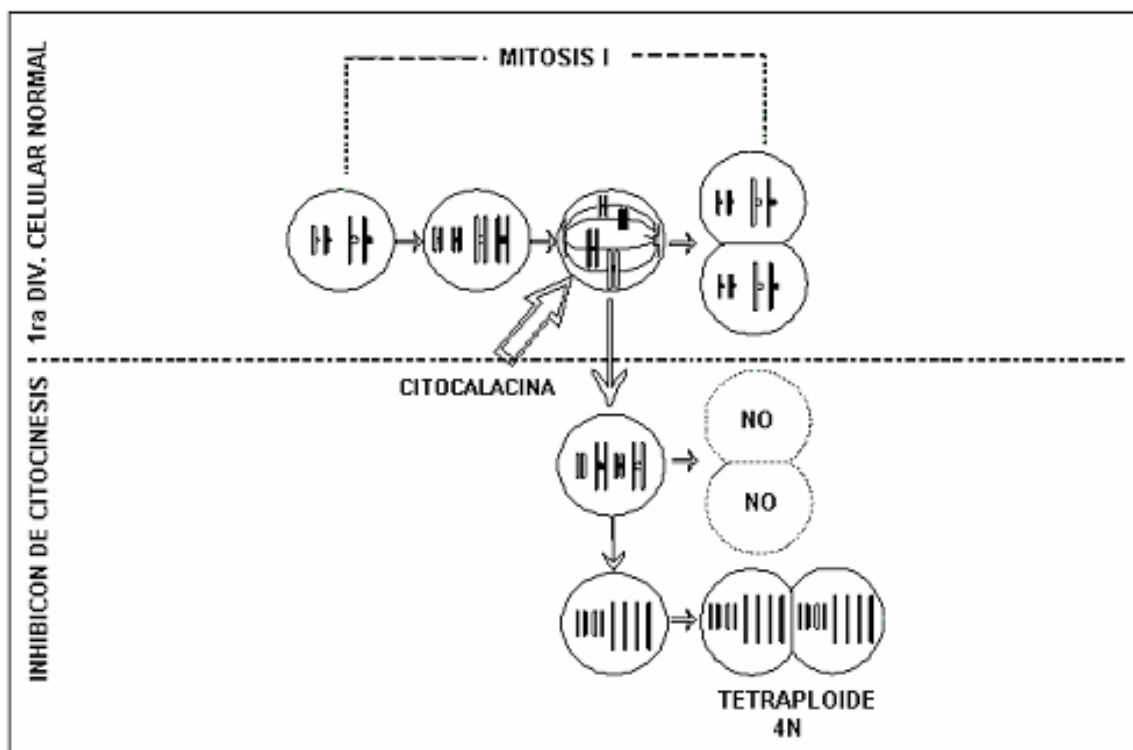 MITOSIS I
1ra DIV. CELULAR NORMAL
CITOCALACINA
INHIBICON DE CITOCINESIS
NO
NO
TETRAPLOIDE
4N